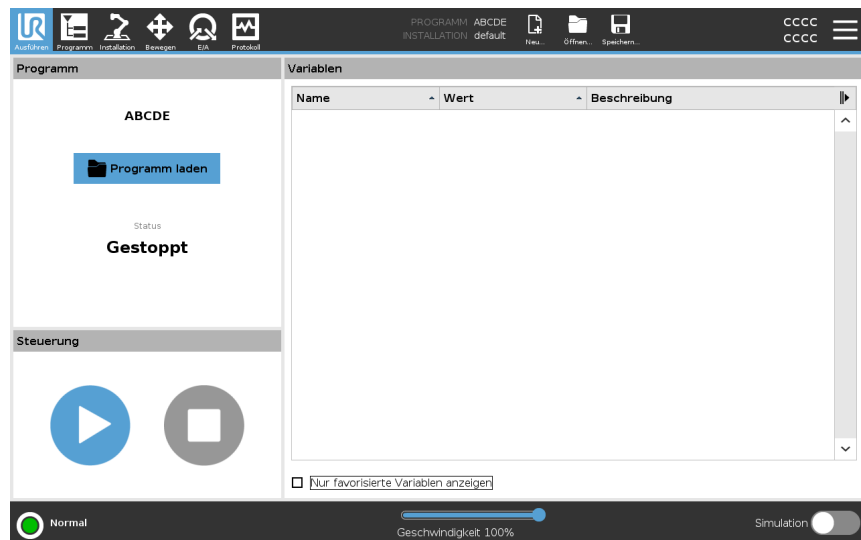 UR
Ausführen Programm Installation Bewegen E/A Protokoll
PROGRAMM ABCDE
INSTALLATION default
Neu... Öffnen... Speichern...
CCCC
CCCC
Programm
ABCDE
Programm laden
Status
Gestoppt
Steuerung
Variablen
Name Wert Beschreibung
Nur favorisierte Variablen anzeigen
Normal
Geschwindigkeit 100%
Simulation